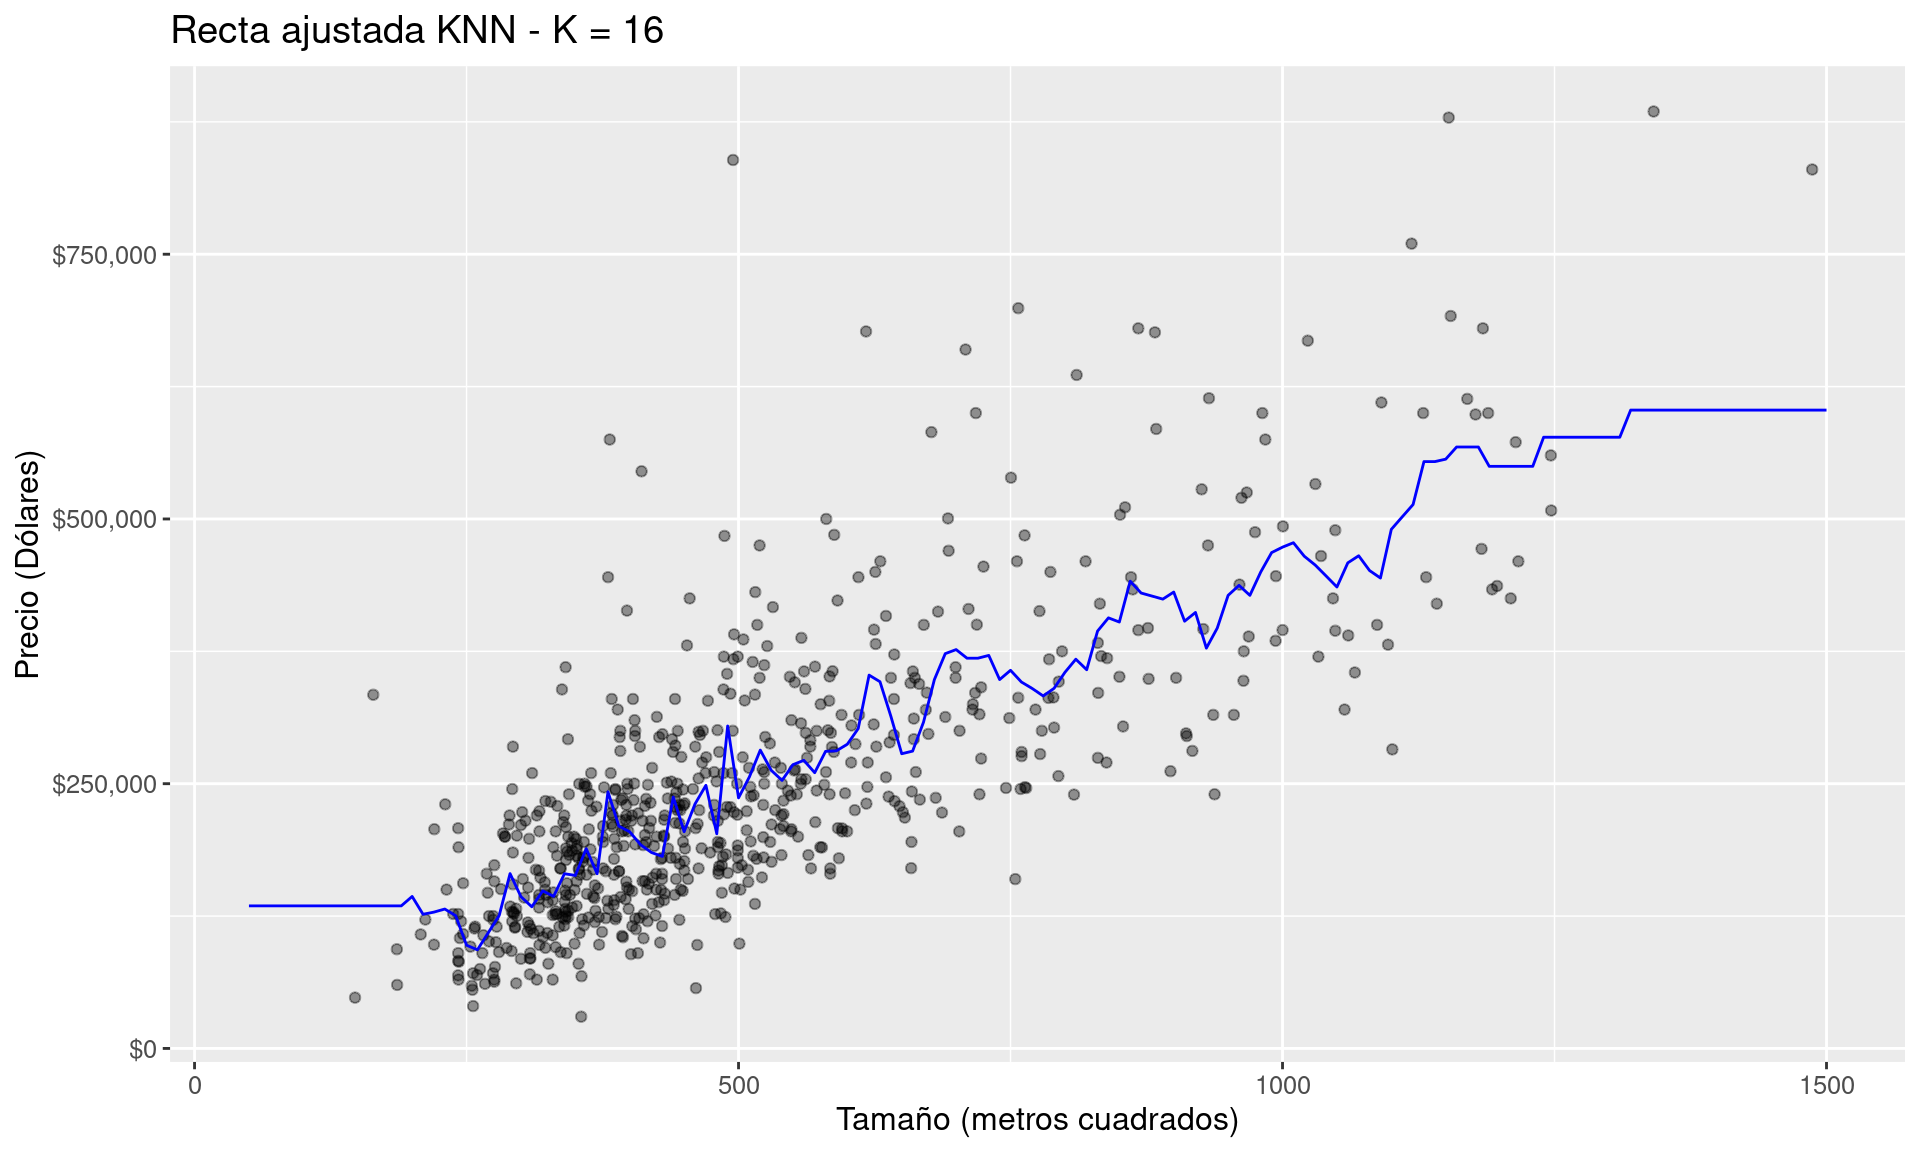 Recta ajustada KNN - K = 16
Precio (Dólares)
$750,000
$500,000
$250,000
$0
0
500
1000
1500
Tamaño (metros cuadrados)